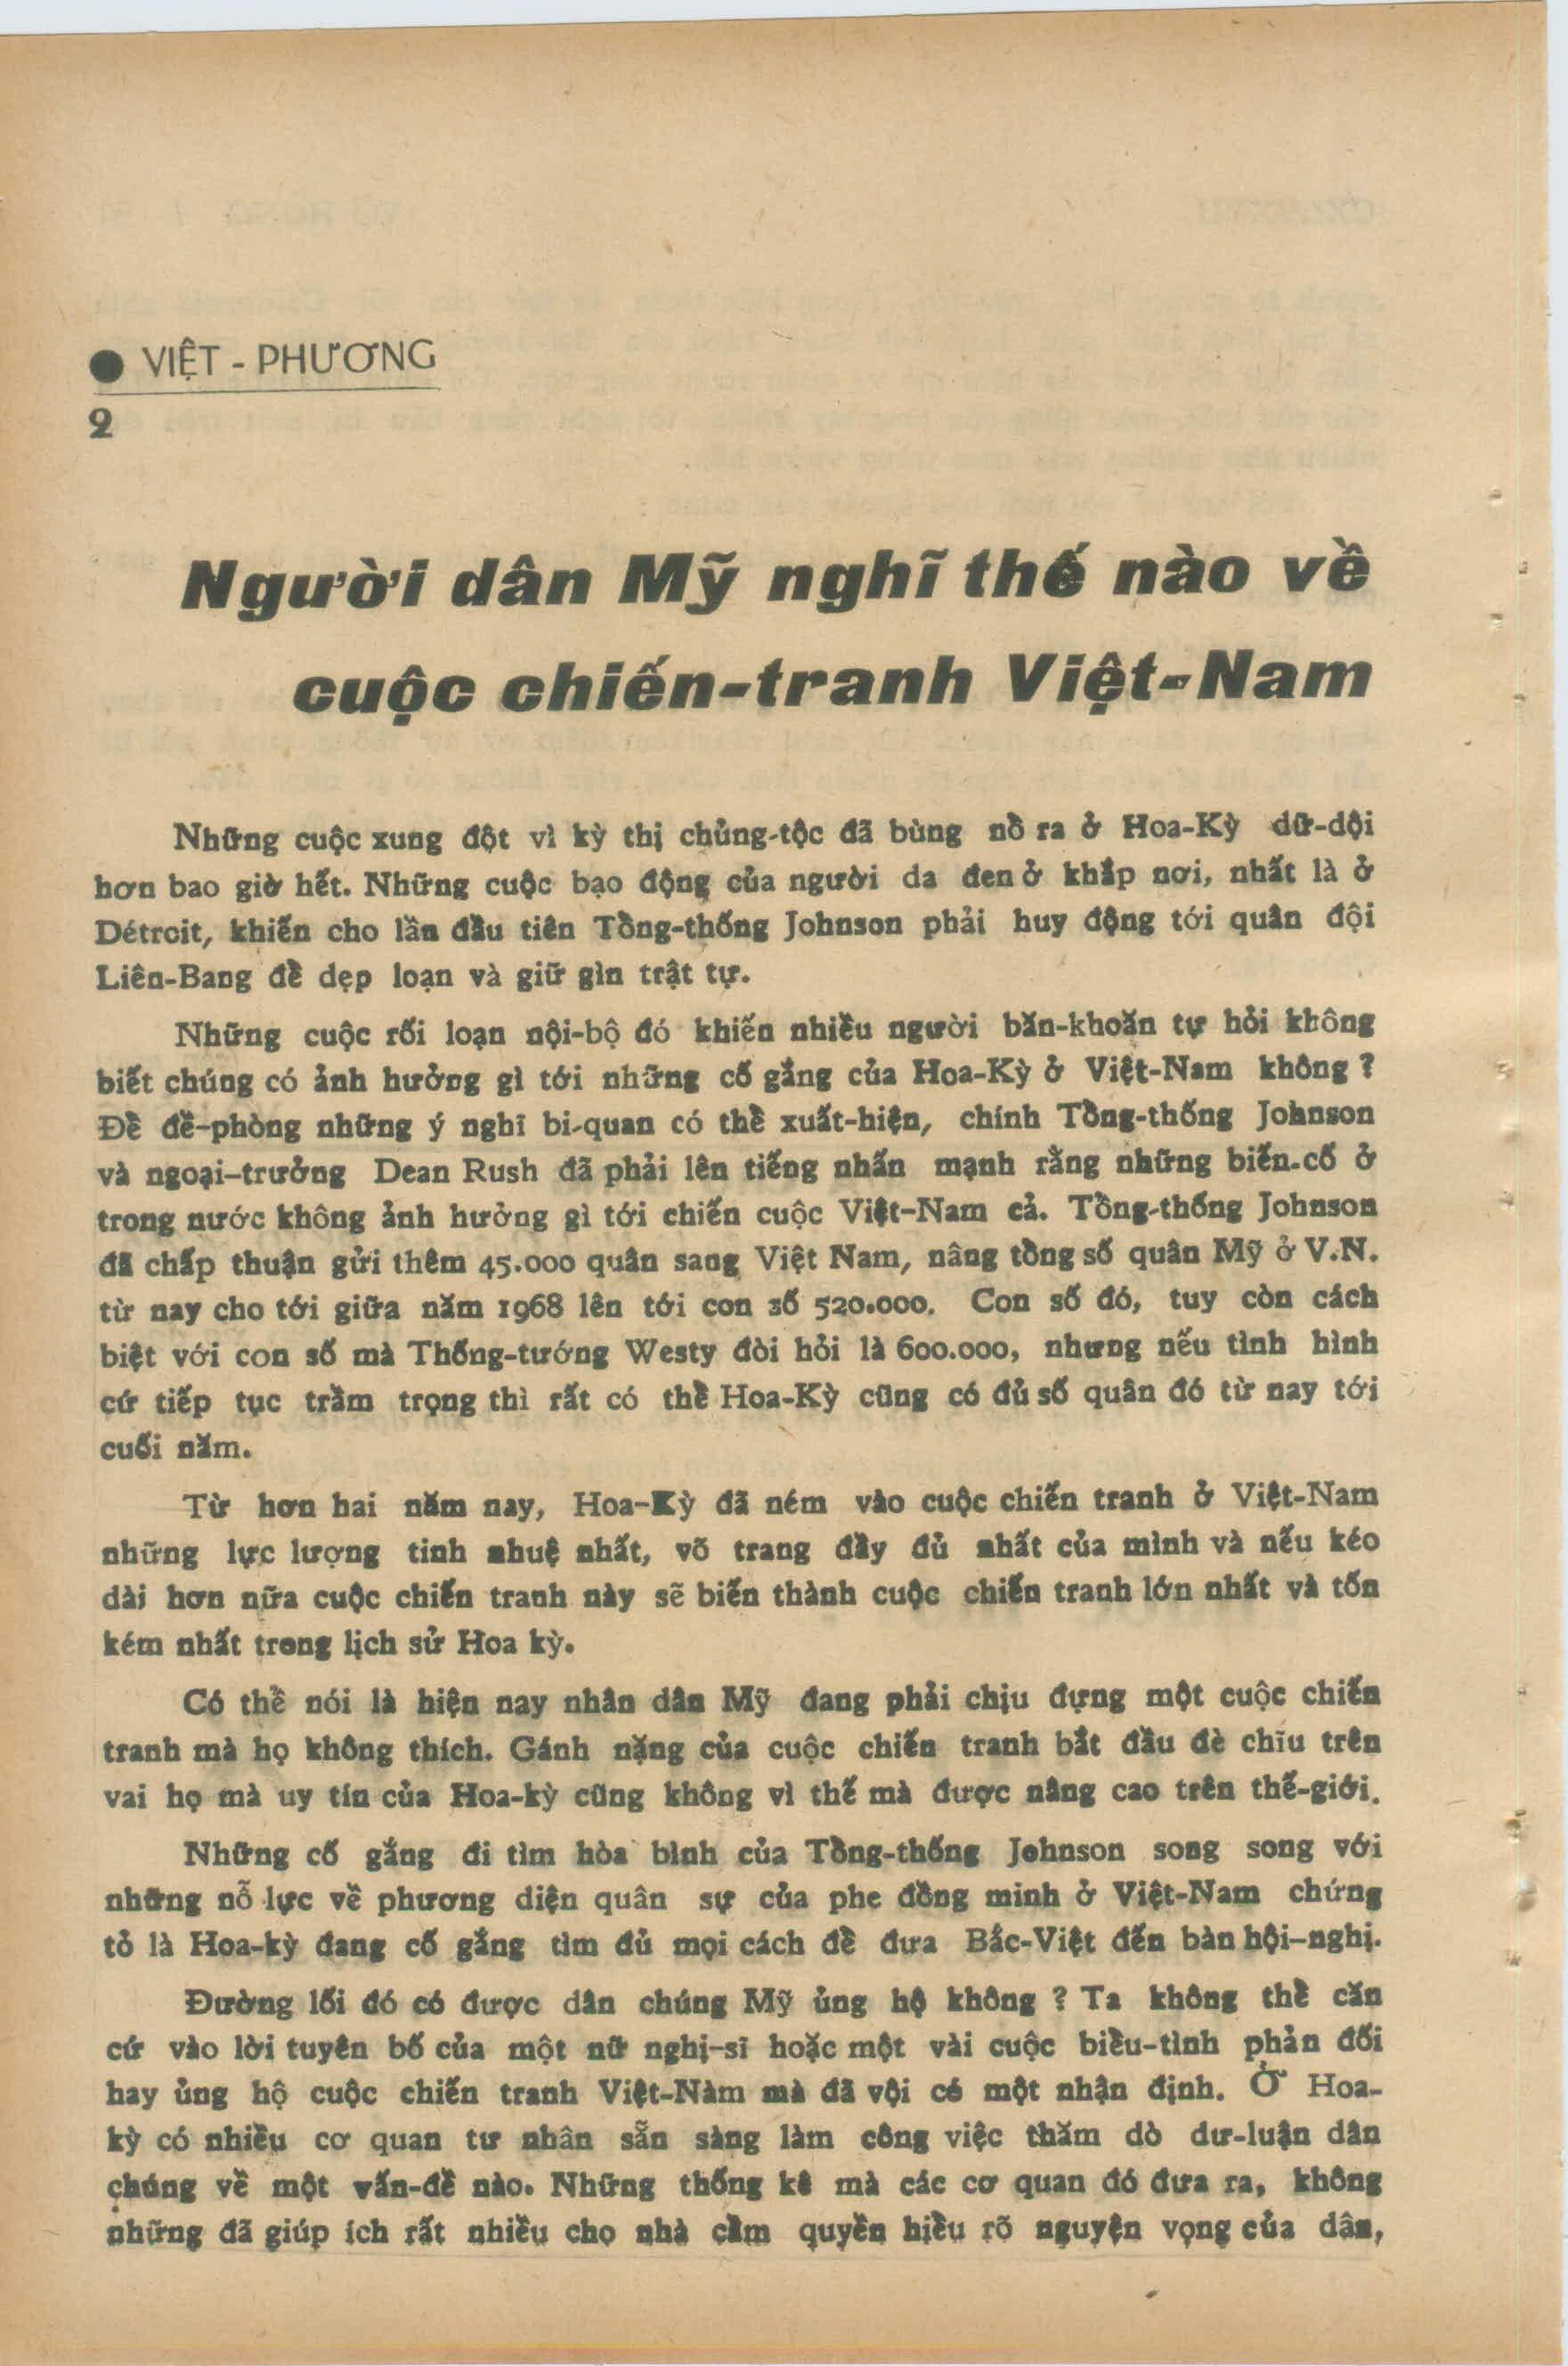 ● VIỆT - PHƯƠNG
2
Người dân Mỹ nghĩ thế nào về
cuộc chiến-tranh Việt-Nam
Những cuộc xung đột vì kỳ thị chủng-tộc đã bùng nổ ra ở Hoa-Kỳ dữ-dội
hơn bao giờ hết. Những cuộc bạo động của người da đen ở khắp nơi, nhất là ở
Détroit, khiến cho lần đầu tiên Tổng-thống Johnson phải huy động tới quân đội
Liên-Bang để dẹp loạn và giữ gìn trật tự.
Những cuộc rối loạn nội-bộ đó khiến nhiều người băn-khoăn tự hỏi không
biết chúng có ảnh hưởng gì tới những cố gắng của Hoa-Kỳ ở Việt-Nam không ?
Để đề-phòng những ý nghĩ bi-quan có thể xuất-hiện, chính Tổng-thống Johnson
và ngoại-trưởng Dean Rush đã phải lên tiếng nhấn mạnh rằng những biến-cố ở
trong nước không ảnh hưởng gì tới chiến cuộc Việt-Nam cả. Tổng-thống Johnson
đã chấp thuận gửi thêm 45.000 quân sang Việt Nam, nâng tổng số quân Mỹ ở V.N.
từ nay cho tới giữa năm 1968 lên tới con số 520.000. Con số đó, tuy còn cách
biệt với con số mà Thống-tướng Westy đòi hỏi là 600.000, nhưng nếu tình hình
cứ tiếp tục trầm trọng thì rất có thể Hoa-Kỳ cũng có đủ số quân đó từ nay tới
cuối năm.
Từ hơn hai năm nay, Hoa-Kỳ đã ném vào cuộc chiến tranh ở Việt-Nam
những lực lượng tinh nhuệ nhất, võ trang đầy đủ nhất của mình và nếu kéo
dài hơn nữa cuộc chiến tranh này sẽ biến thành cuộc chiến tranh lớn nhất và tốn
kém nhất trong lịch sử Hoa kỳ.
Có thể nói là hiện nay nhân dân Mỹ đang phải chịu đựng một cuộc chiến
tranh mà họ không thích. Gánh nặng của cuộc chiến tranh bắt đầu đè chĩu trên
vai họ mà uy tín của Hoa-kỳ cũng không vì thế mà được nâng cao trên thế-giới.
Những cố gắng đi tìm hòa bình của Tổng-thống Johnson song song với
những nỗ lực về phương diện quân sự của phe đồng minh ở Việt-Nam chứng
tỏ là Hoa-kỳ đang cố gắng tìm đủ mọi cách để đưa Bắc-Việt đến bàn hội-nghị.
Đường lối đó có được dân chúng Mỹ ủng hộ không ? Ta không thể căn
cứ vào lời tuyên bố của một nữ nghị-sĩ hoặc một vài cuộc biểu-tình phản đối
hay ủng hộ cuộc chiến tranh Việt-Nàm mà đã vội có một nhận định. Ở Hoa-
kỳ có nhiều cơ quan tư nhân sẵn sàng làm công việc thăm dò dư-luận dân
chúng về một vấn-đề nào. Những thống kê mà các cơ quan đó đưa ra, không
những đã giúp ích rất nhiều cho nhà cầm quyền hiểu rõ nguyện vọng của dân,